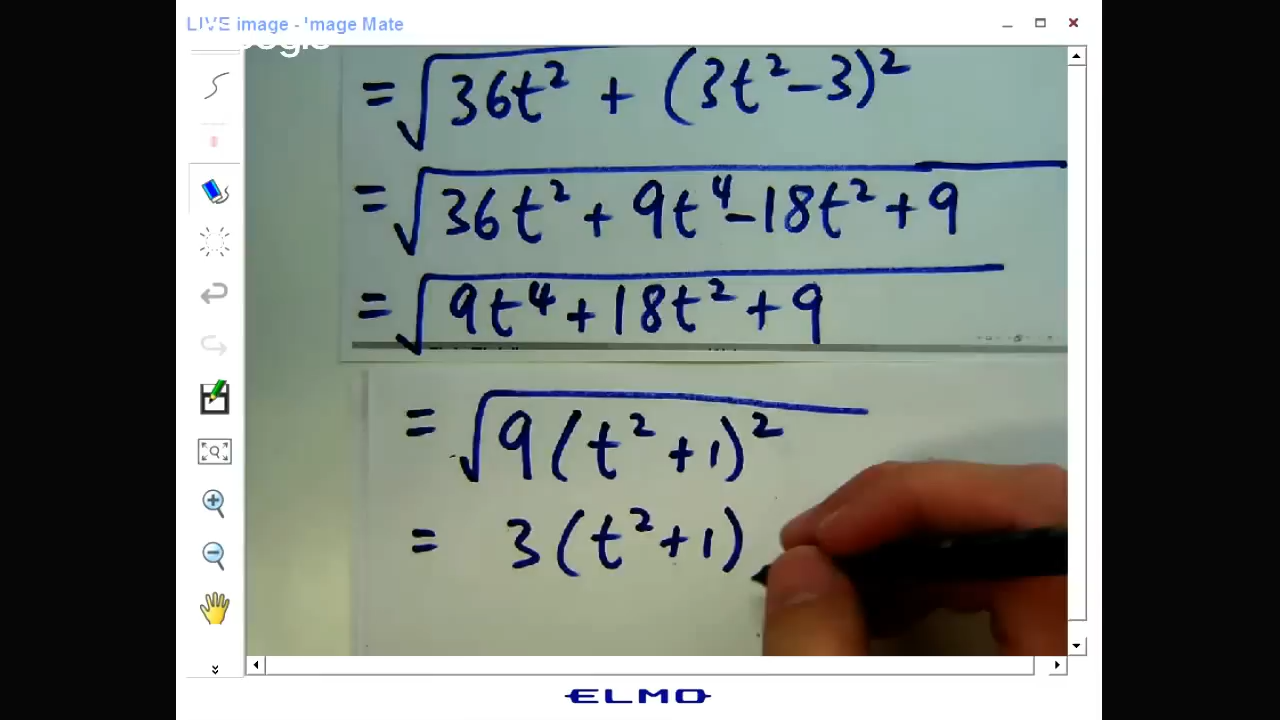 LIVE image - Image Mate
= √36t² + (3t²-3)²
= √36t² + 9t⁴-18t² + 9
= √9t⁴ + 18t² + 9
= √9(t² + 1)²
= 3(t²+1)
ELMO